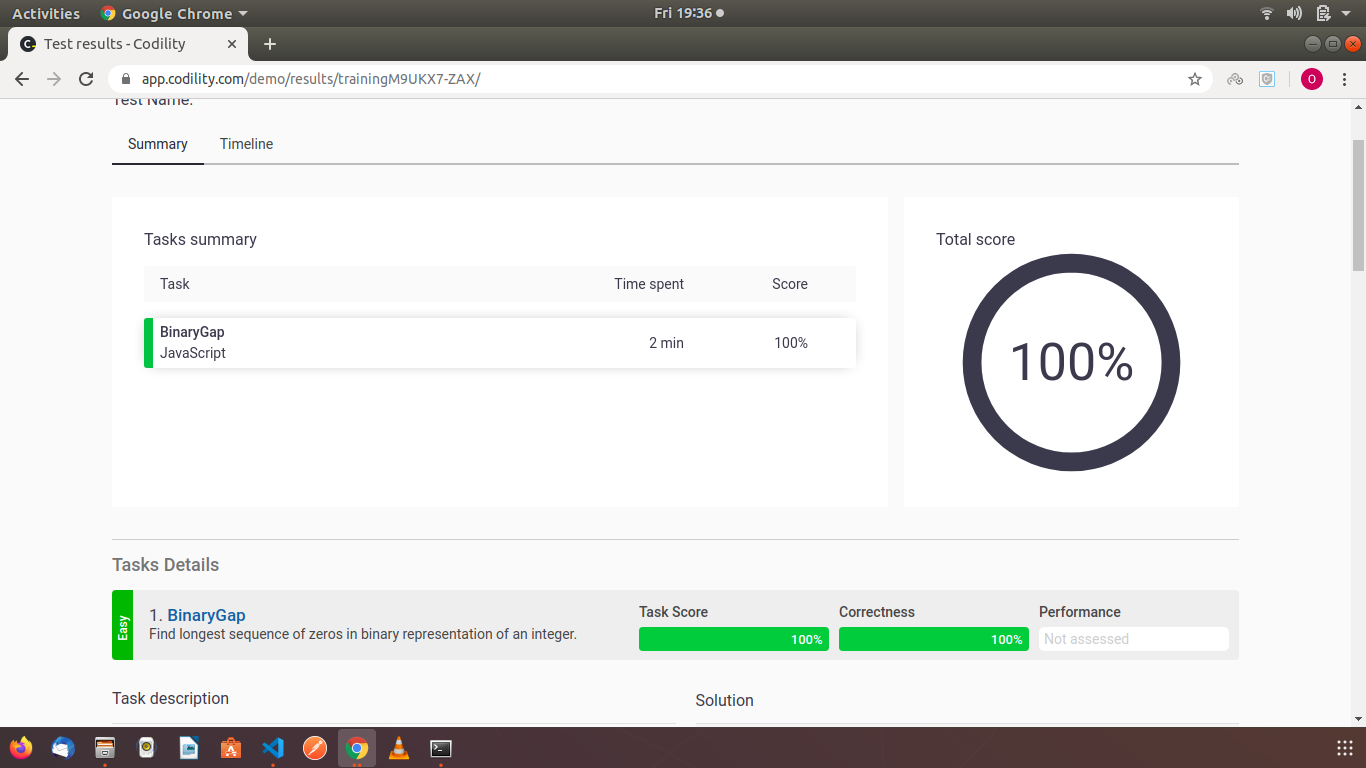 Activities
Google Chrome
Fri 19:36
Test results - Codility
app.codility.com/demo/results/trainingM9UKX7-ZAX/
O
Test Name:
Summary
Timeline
Tasks summary
Task
Time spent
Score
BinaryGap
JavaScript
2 min
100%
Total score
100%
Tasks Details
Easy
1. BinaryGap
Find longest sequence of zeros in binary representation of an integer.
Task Score
100%
Correctness
100%
Performance
Not assessed
Task description
Solution